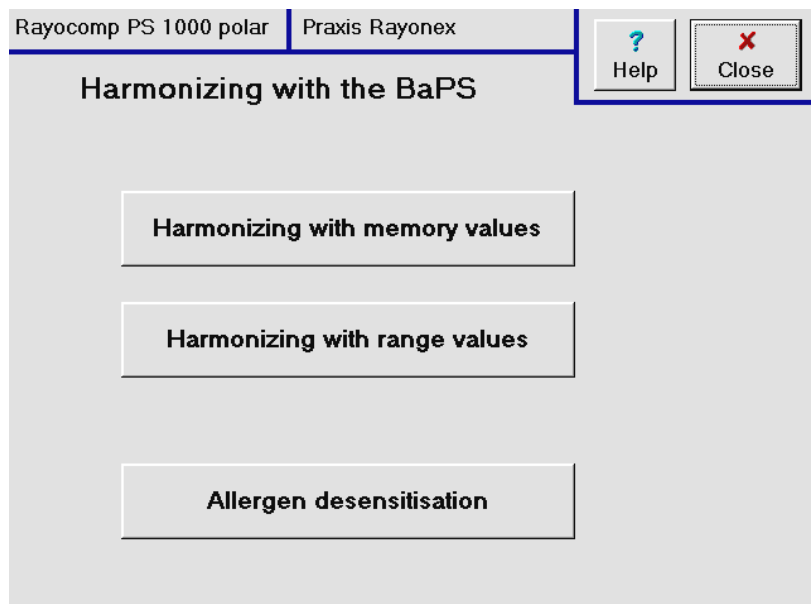 Rayocomp PS 1000 polar
Praxis Rayonex
? Help
Close
Harmonizing with the BaPS
Harmonizing with memory values
Harmonizing with range values
Allergen desensitisation